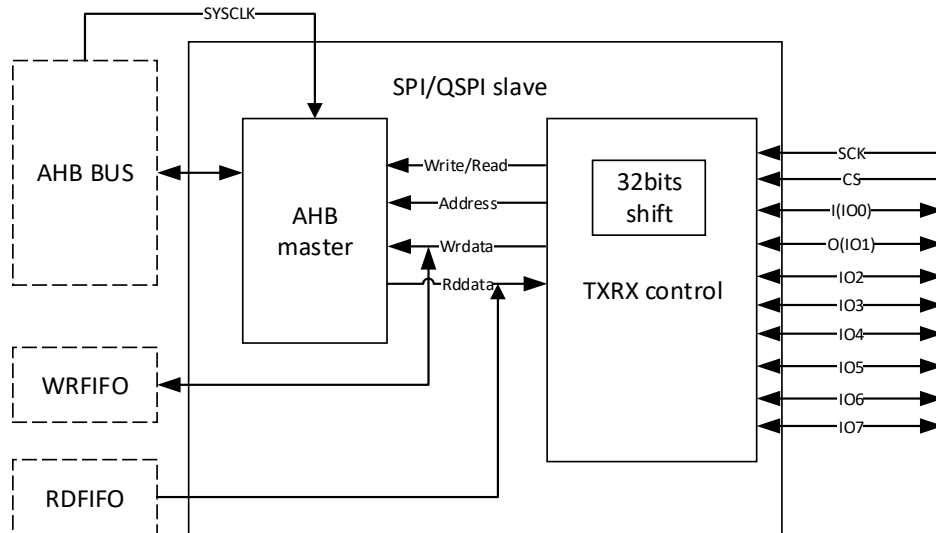 SYSCLK
SPI/QSPI slave
AHB BUS
AHB
master
Write/Read
Address
Wrdata
Rddata
32bits
shift
TXRX control
SCK
CS
I(IO0)
O(IO1)
IO2
IO3
IO4
IO5
IO6
IO7
WRFIFO
RDFIFO